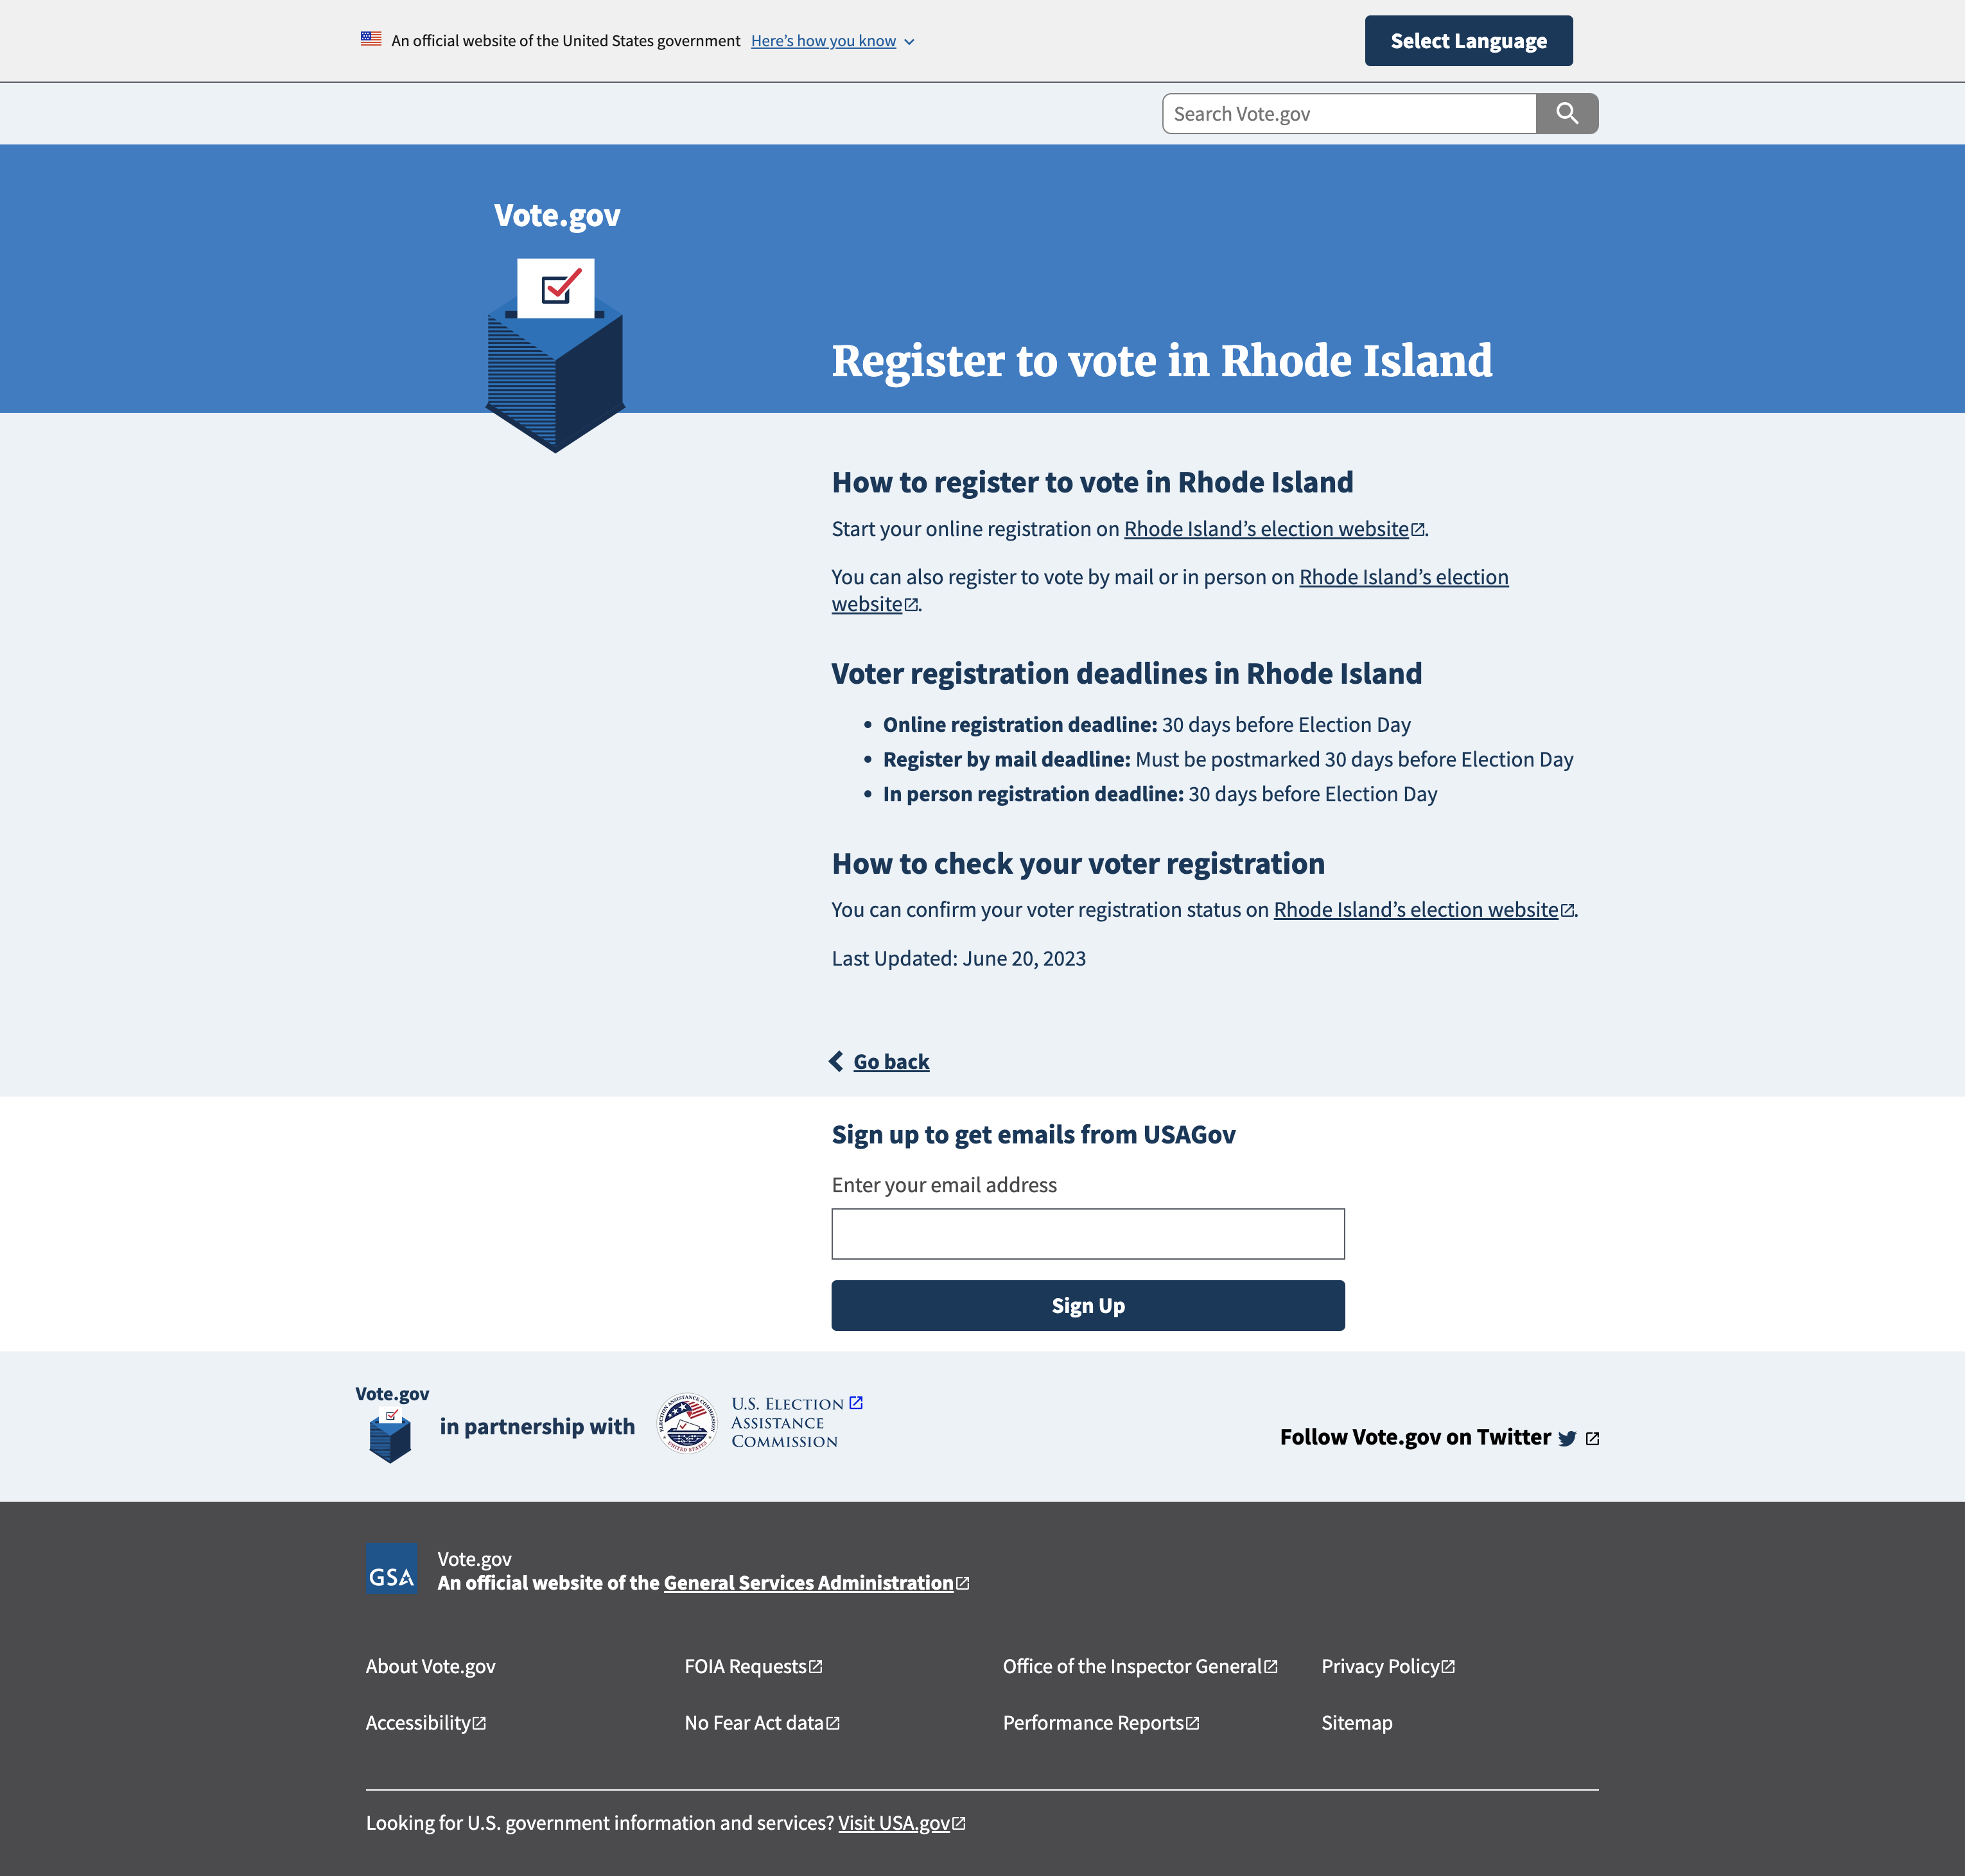 An official website of the United States government Here's how you know
Select Language
Search Vote.gov
Vote.gov
Register to vote in Rhode Island
How to register to vote in Rhode Island
Start your online registration on Rhode Island's election website.
You can also register to vote by mail or in person on Rhode Island's election
website.
Voter registration deadlines in Rhode Island
• Online registration deadline: 30 days before Election Day
• Register by mail deadline: Must be postmarked 30 days before Election Day
• In person registration deadline: 30 days before Election Day
How to check your voter registration
You can confirm your voter registration status on Rhode Island's election website.
Last Updated: June 20, 2023
Go back
Sign up to get emails from USAGov
Enter your email address
Sign Up
Vote.gov
in partnership with
ELECTION ASSISTANCE COMMISSION
UNITED STATES
U.S. ELECTION
ASSISTANCE
COMMISSION
Follow Vote.gov on Twitter
GSA
Vote.gov
An official website of the General Services Administration
About Vote.gov FOIA Requests Office of the Inspector General Privacy Policy
Accessibility No Fear Act data Performance Reports Sitemap
Looking for U.S. government information and services? Visit USA.gov